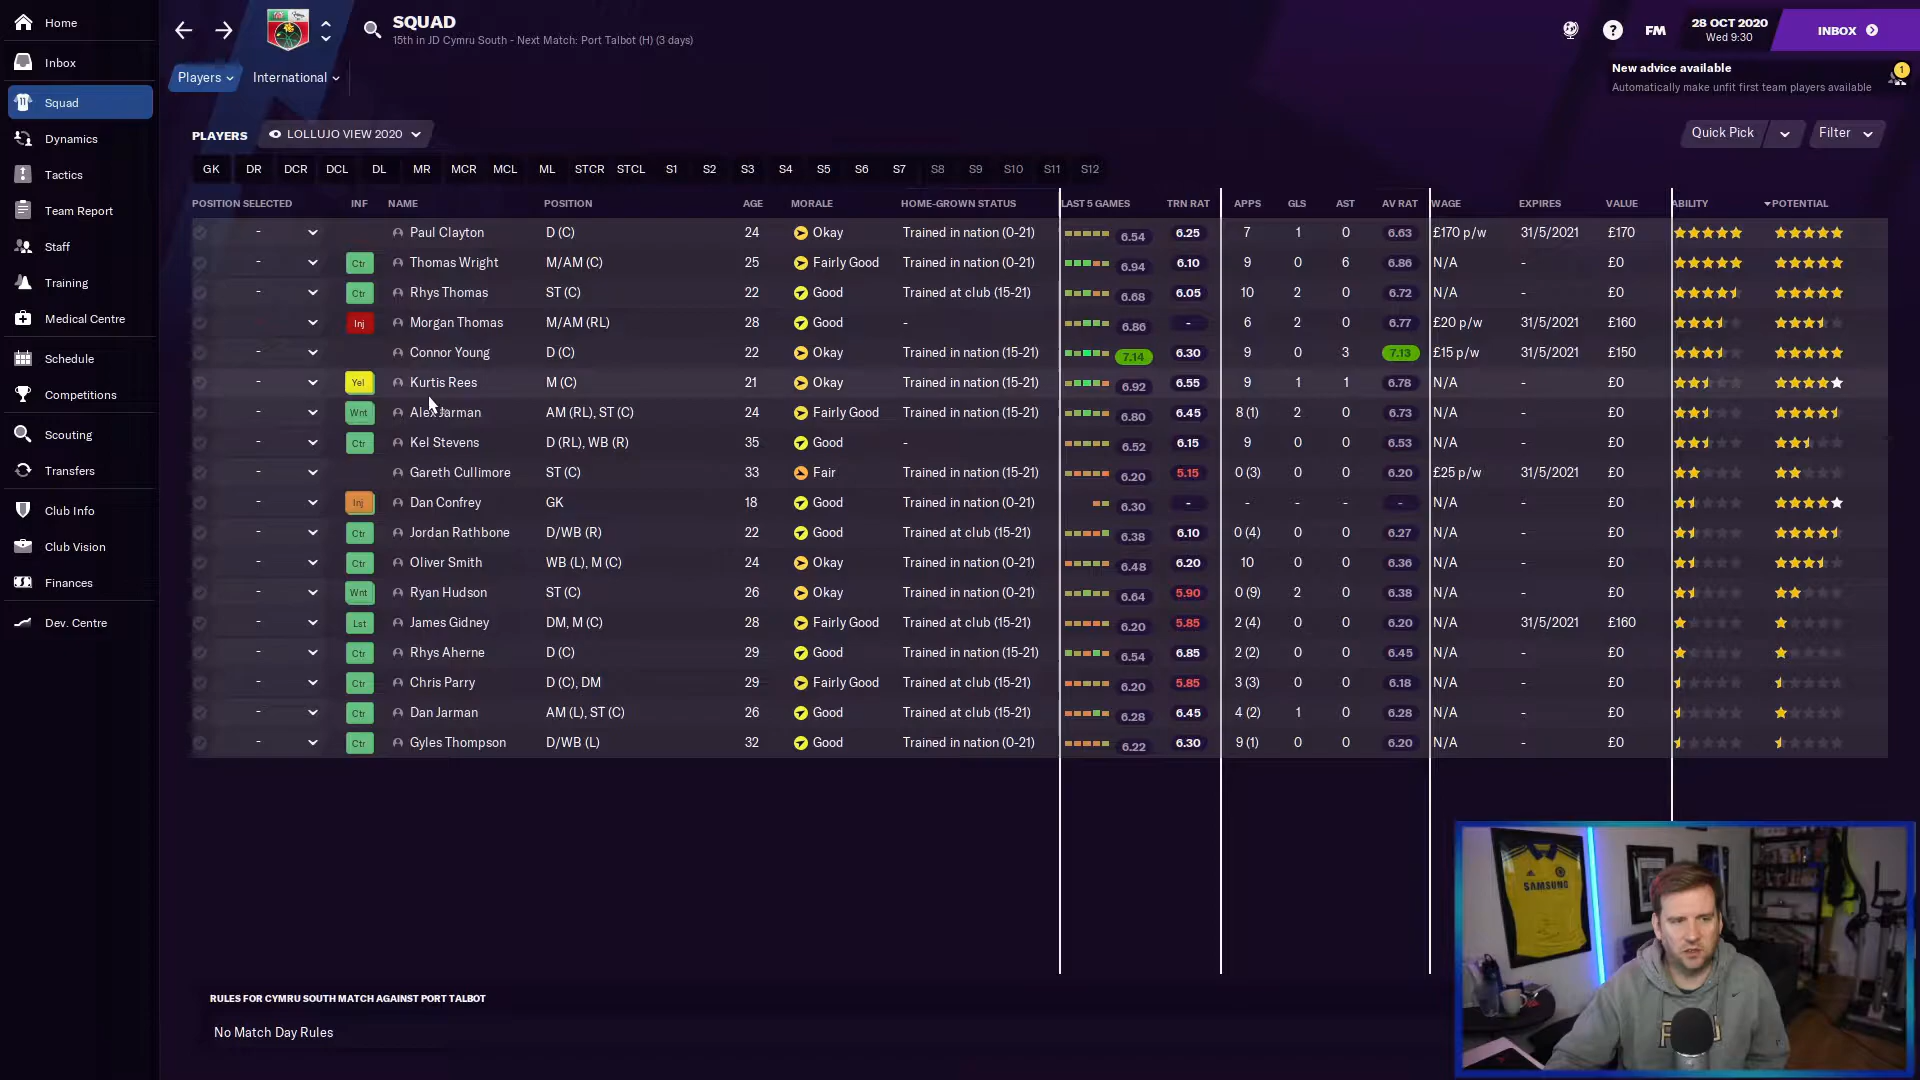 Home
Inbox
Squad
Dynamics
Tactics
Team Report
Staff
Training
Medical Centre
Schedule
Competitions
Scouting
Transfers
Club Info
Club Vision
Finances
Dev. Centre
SQUAD
15th in JD Cymru South - Next Match: Port Talbot (H) (3 days)
FM
28 OCT 2020
Wed 9:30
INBOX
Players
International
New advice available
1
Automatically make unfit first team players available
PLAYERS
LOLLUJO VIEW 2020
Quick Pick
Filter
GK DR DCR DCL DL MR MCR MCL ML STCR STCL S1 S2 S3 S4 S5 S6 S7 S8 S9 S10 S11 S12
POSITION SELECTED INF NAME POSITION AGE MORALE HOME-GROWN STATUS LAST 5 GAMES TRN RAT APPS GLS AST AV RAT WAGE EXPIRES VALUE ABILITY POTENTIAL
- Paul Clayton D (C) 24 Okay Trained in nation (0-21) 6.54 6.25 7 1 0 6.63 £170 p/w 31/5/2021 £170
- Ctr Thomas Wright M/AM (C) 25 Fairly Good Trained in nation (0-21) 6.94 6.10 9 0 6 6.86 N/A - £0
- Ctr Rhys Thomas ST (C) 22 Good Trained at club (15-21) 6.68 6.05 10 2 0 6.72 N/A - £0
Inj Morgan Thomas M/AM (RL) 28 Good - 6.86 - 6 2 0 6.77 £20 p/w 31/5/2021 £160
- Connor Young D (C) 22 Okay Trained in nation (15-21) 7.14 6.30 9 0 3 7.13 £15 p/w 31/5/2021 £150
- Yel Kurtis Rees M (C) 21 Okay Trained in nation (15-21) 6.92 6.55 9 1 1 6.78 N/A - £0
- Wnt Alex Jarman AM (RL), ST (C) 24 Fairly Good Trained in nation (15-21) 6.80 6.45 8 (1) 2 0 6.73 N/A - £0
- Ctr Kel Stevens D (RL), WB (R) 35 Good - 6.52 6.15 9 0 0 6.53 N/A - £0
- Gareth Cullimore ST (C) 33 Fair Trained in nation (15-21) 6.20 5.15 0 (3) 0 0 6.20 £25 p/w 31/5/2021 £0
- Inj Dan Confrey GK 18 Good Trained in nation (0-21) 6.30 - - - - - N/A - £0
- Ctr Jordan Rathbone D/WB (R) 22 Good Trained at club (15-21) 6.38 6.10 0 (4) 0 0 6.27 N/A - £0
- Ctr Oliver Smith WB (L), M (C) 24 Okay Trained in nation (0-21) 6.48 6.20 10 0 0 6.36 N/A - £0
- Wnt Ryan Hudson ST (C) 26 Okay Trained in nation (0-21) 6.64 5.90 0 (9) 2 0 6.38 N/A - £0
- Lst James Gidney DM, M (C) 28 Fairly Good Trained at club (15-21) 6.20 5.85 2 (4) 0 0 6.20 N/A 31/5/2021 £160
- Ctr Rhys Aherne D (C) 29 Good Trained in nation (15-21) 6.54 6.85 2 (2) 0 0 6.45 N/A - £0
- Ctr Chris Parry D (C), DM 29 Fairly Good Trained at club (15-21) 6.20 5.85 3 (3) 0 0 6.18 N/A - £0
- Ctr Dan Jarman AM (L), ST (C) 26 Good Trained at club (15-21) 6.28 6.45 4 (2) 1 0 6.28 N/A - £0
- Ctr Gyles Thompson D/WB (L) 32 Good Trained in nation (0-21) 6.22 6.30 9 (1) 0 0 6.20 N/A - £0
RULES FOR CYMRU SOUTH MATCH AGAINST PORT TALBOT
No Match Day Rules
SAMSUNG